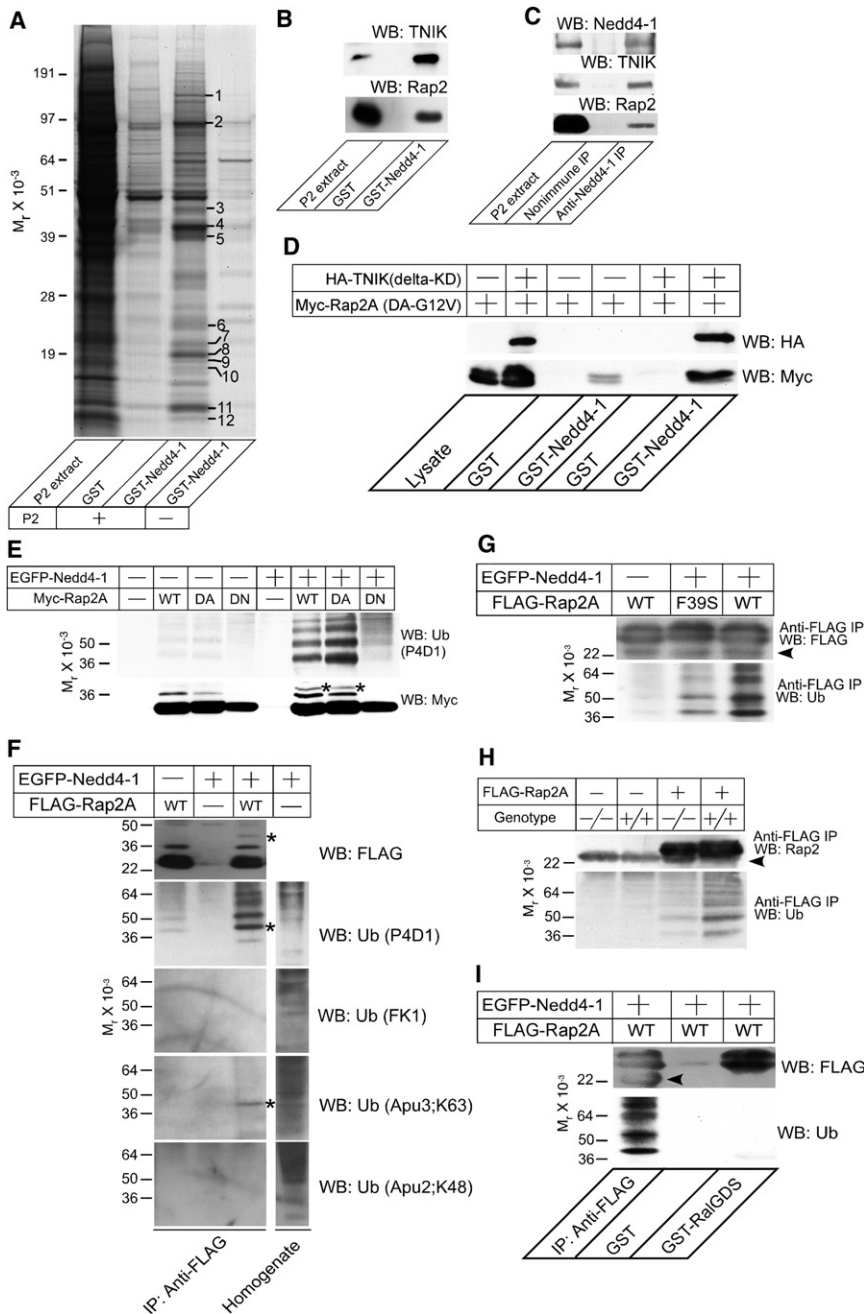 A
191
97
64
51
39
28
19
Mr X 10-3
1
2
3
4
5
6
7
8
9
10
11
12
P2 extract
GST
GST-Nedd4-1
GST-Nedd4-1
P2 + —
B
WB: TNIK
WB: Rap2
P2 extract
GST
GST-Nedd4-1
C
WB: Nedd4-1
WB: TNIK
WB: Rap2
P2 extract
Nonimmune IP
Anti-Nedd4-1 IP
D
HA-TNIK(delta-KD) — + — — + +
Myc-Rap2A (DA-G12V) + + + + + +
WB: HA
WB: Myc
Lysate
GST
GST-Nedd4-1
GST
GST-Nedd4-1
E
EGFP-Nedd4-1 — — — — + + + +
Myc-Rap2A — WT DA DN — WT DA DN
Mr X 10-3
50
36
WB: Ub
(P4D1)
36
* *
WB: Myc
F
EGFP-Nedd4-1 — + + +
FLAG-Rap2A WT — WT —
50
36
22
*
WB: FLAG
64
50
36
*
WB: Ub (P4D1)
Mr X 10-3
64
50
36
WB: Ub (FK1)
64
50
36
*
WB: Ub (Apu3;K63)
64
50
36
WB: Ub (Apu2;K48)
IP: Anti-FLAG
Homogenate
G
EGFP-Nedd4-1 — + +
FLAG-Rap2A WT F39S WT
Mr X 10-3
22
Anti-FLAG IP
WB: FLAG
64
50
36
Anti-FLAG IP
WB: Ub
H
FLAG-Rap2A — — + +
Genotype —/— +/+ —/— +/+
Mr X 10-3
22
Anti-FLAG IP
WB: Rap2
64
50
36
Anti-FLAG IP
WB: Ub
I
EGFP-Nedd4-1 + + +
FLAG-Rap2A WT WT WT
Mr X 10-3
22
WB: FLAG
64
50
36
WB: Ub
IP: Anti-FLAG
GST
GST-RalGDS